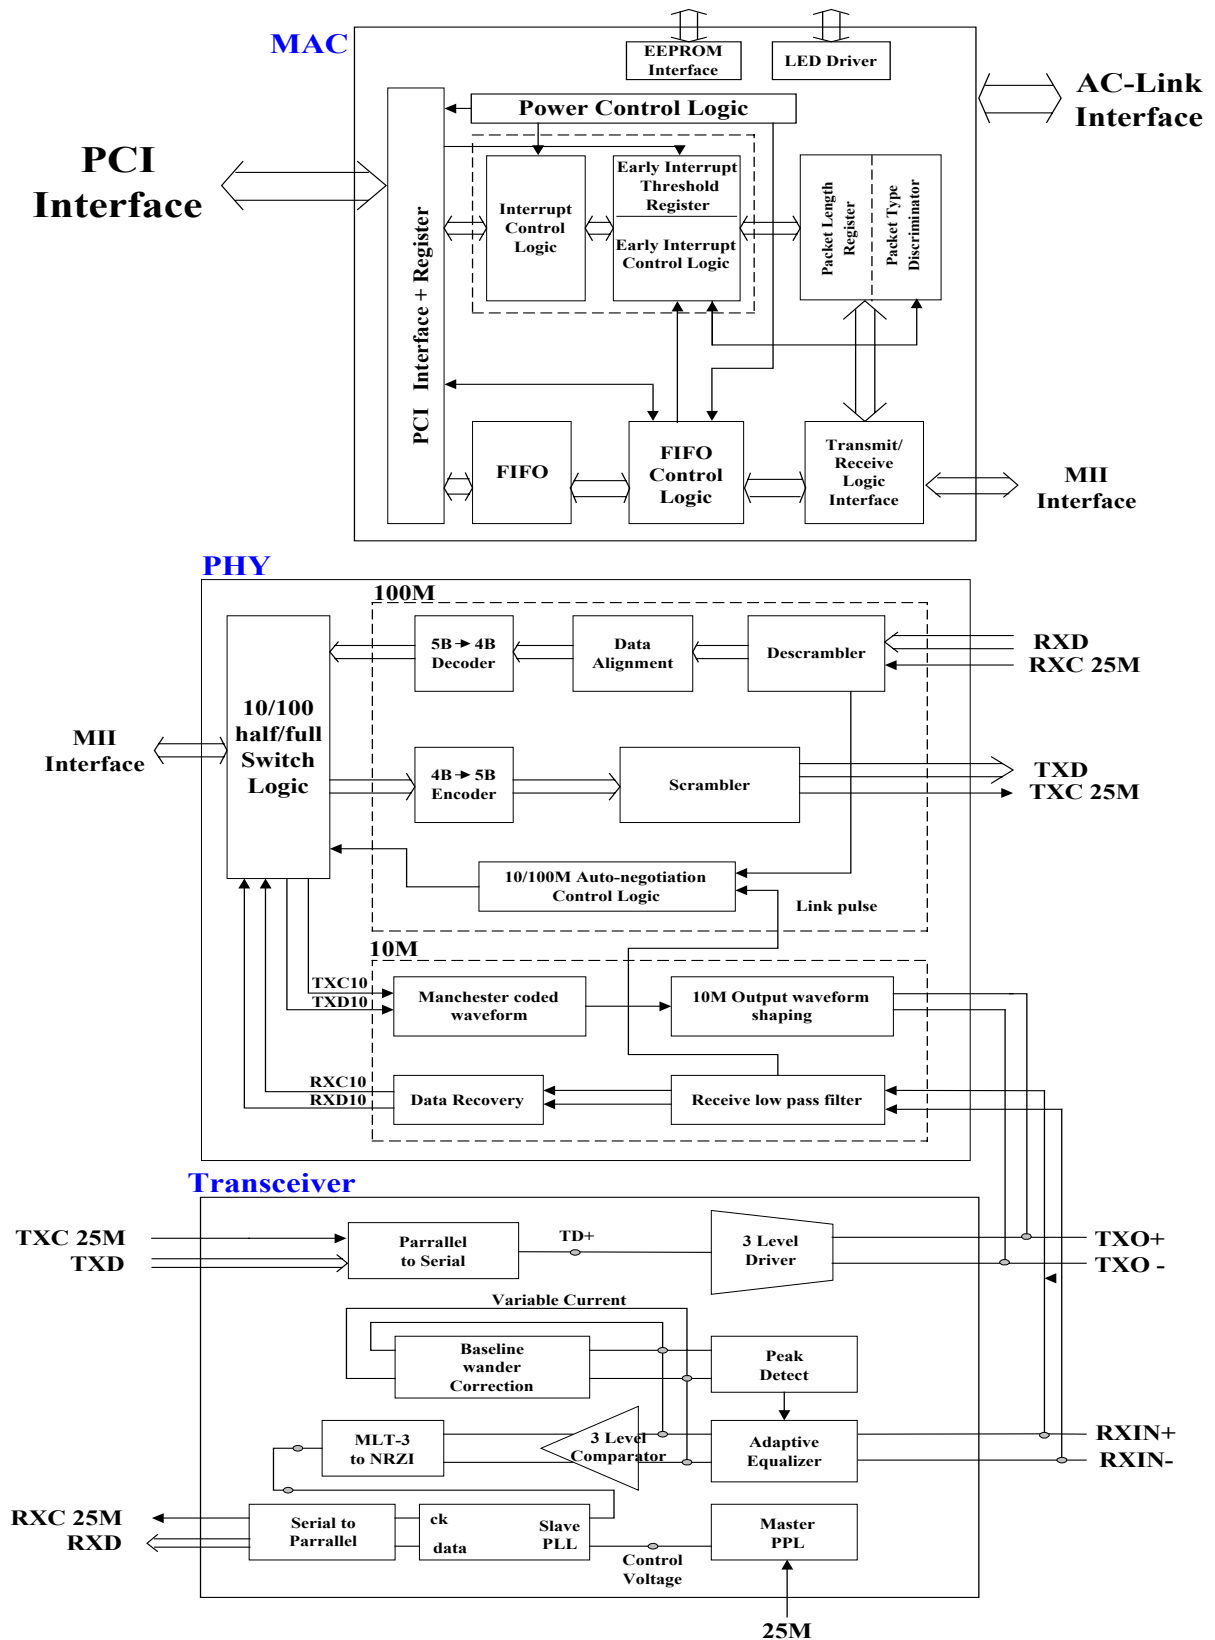 MAC
EEPROM
Interface
LED Driver
AC-Link
Interface
Power Control Logic
PCI
Interface
PCI Interface + Register
Interrupt
Control
Logic
Early Interrupt
Threshold
Register
Early Interrupt
Control Logic
Packet Length
Register
Packet Type
Discriminator
FIFO
FIFO
Control
Logic
Transmit/
Receive
Logic
Interface
MII
Interface
PHY
100M
10/100
half/full
Switch
Logic
5B → 4B
Decoder
Data
Alignment
Descrambler
RXD
RXC 25M
MII
Interface
4B → 5B
Encoder
Scrambler
TXD
TXC 25M
10/100M Auto-negotiation
Control Logic
Link pulse
10M
TXC10
TXD10
Manchester coded
waveform
10M Output waveform
shaping
RXC10
RXD10
Data Recovery
Receive low pass filter
Transceiver
TXC 25M
TXD
Parrallel
to Serial
TD+
3 Level
Driver
TXO+
TXO -
Variable Current
Baseline
wander
Correction
Peak
Detect
MLT-3
to NRZI
3 Level
Comparator
Adaptive
Equalizer
RXIN+
RXIN-
RXC 25M
RXD
Serial to
Parrallel
ck
data
Slave
PLL
Control
Voltage
Master
PPL
25M